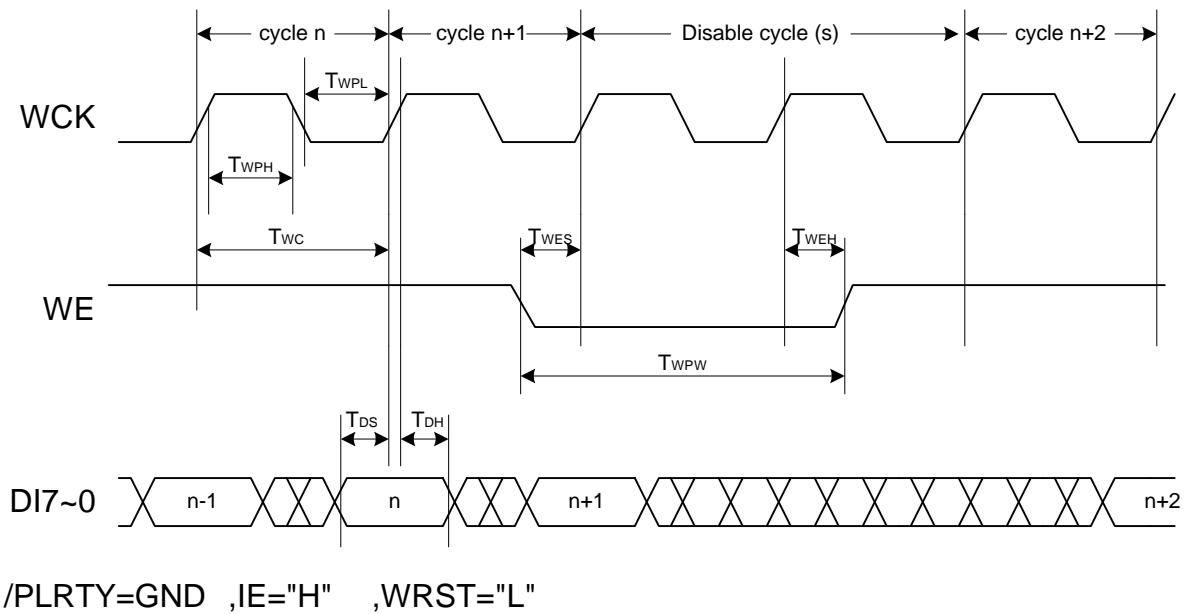 cycle n cycle n+1 Disable cycle (s) cycle n+2
TWPL
WCK
TWPH
TWC TWES TWEH
WE
TWPW
TDS TDH
DI7~0 n-1 n n+1 n+2
/PLRTY=GND ,IE="H" ,WRST="L"